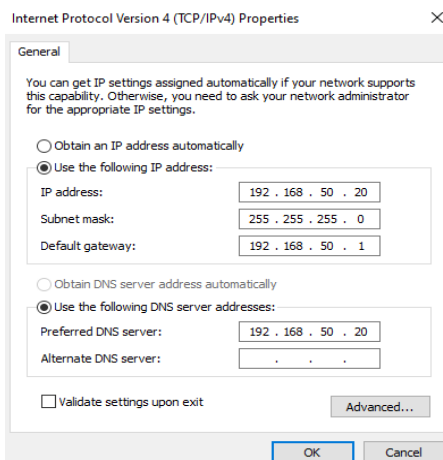 Internet Protocol Version 4 (TCP/IPv4) Properties
General
You can get IP settings assigned automatically if your network supports
this capability. Otherwise, you need to ask your network administrator
for the appropriate IP settings.
Obtain an IP address automatically
Use the following IP address:
IP address: 192 . 168 . 50 . 20
Subnet mask: 255 . 255 . 255 . 0
Default gateway: 192 . 168 . 50 . 1
Obtain DNS server address automatically
Use the following DNS server addresses:
Preferred DNS server: 192 . 168 . 50 . 20
Alternate DNS server: . . .
Validate settings upon exit
Advanced...
OK Cancel